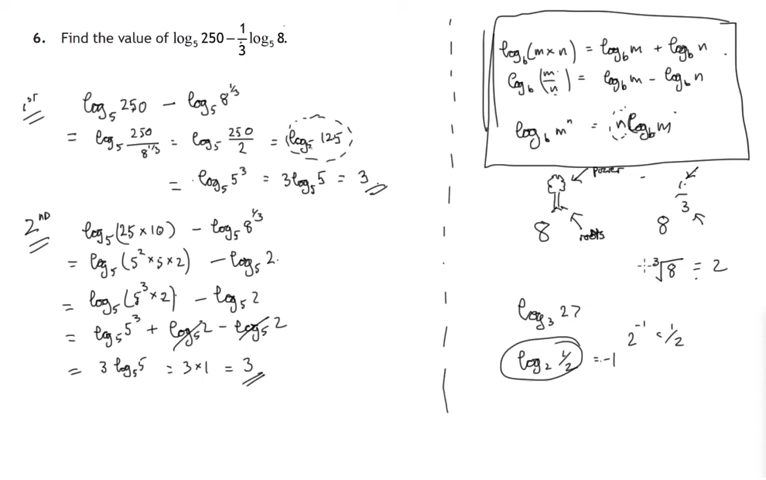 6. Find the value of log₅ 250 − 1/3 log₅ 8.
1st
log₅ 250 − log₅ 8^(1/3)
= log₅ 250/8^(1/3) = log₅ 250/2 = log₅ 125
= log₅ 5³ = 3 log₅ 5 = 3
2ND
log₅ (25 × 10) − log₅ 8^(1/3)
= log₅ (5² × 5 × 2) − log₅ 2
= log₅ (5³ × 2) − log₅ 2
= log₅ 5³ + log₅ 2 − log₅ 2
= 3 log₅ 5 = 3 × 1 = 3
log_b (m × n) = log_b m + log_b n
log_b (m/n) = log_b m − log_b n
log_b mⁿ = n log_b m
power
1/3
8 roots 8
³√8 = 2
log₃ 27
2⁻¹ = 1/2
log₂ 1/2 = −1